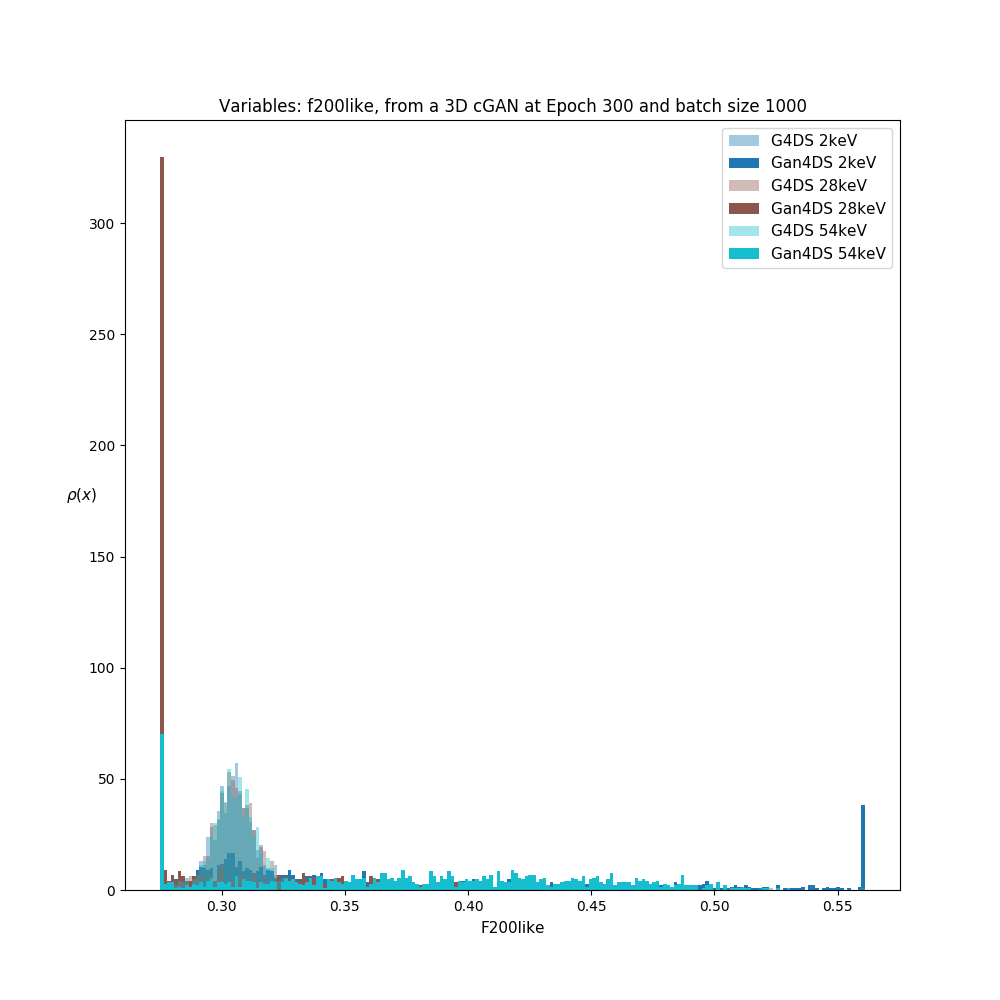 Variables: f200like, from a 3D cGAN at Epoch 300 and batch size 1000
G4DS 2keV
Gan4DS 2keV
G4DS 28keV
Gan4DS 28keV
G4DS 54keV
Gan4DS 54keV
300
250
200
ρ(x)
150
100
50
0
0.30 0.35 0.40 0.45 0.50 0.55
F200like